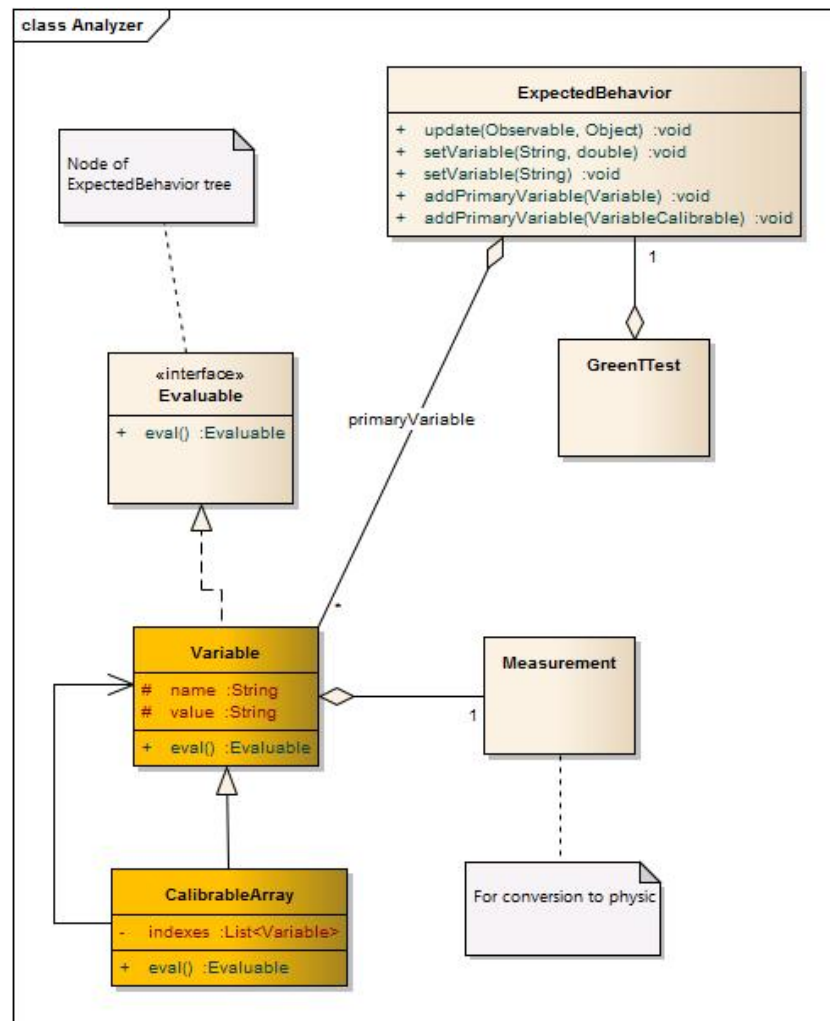 class Analyzer
ExpectedBehavior
+ update(Observable, Object) :void
+ setVariable(String, double) :void
+ setVariable(String) :void
+ addPrimaryVariable(Variable) :void
+ addPrimaryVariable(VariableCalibrable) :void
Node of
ExpectedBehavior tree
1
GreenTTest
«interface»
Evaluable
+ eval() :Evaluable
primaryVariable
*
Variable
# name :String
# value :String
+ eval() :Evaluable
Measurement
1
CalibrableArray
- indexes :List<Variable>
+ eval() :Evaluable
For conversion to physic